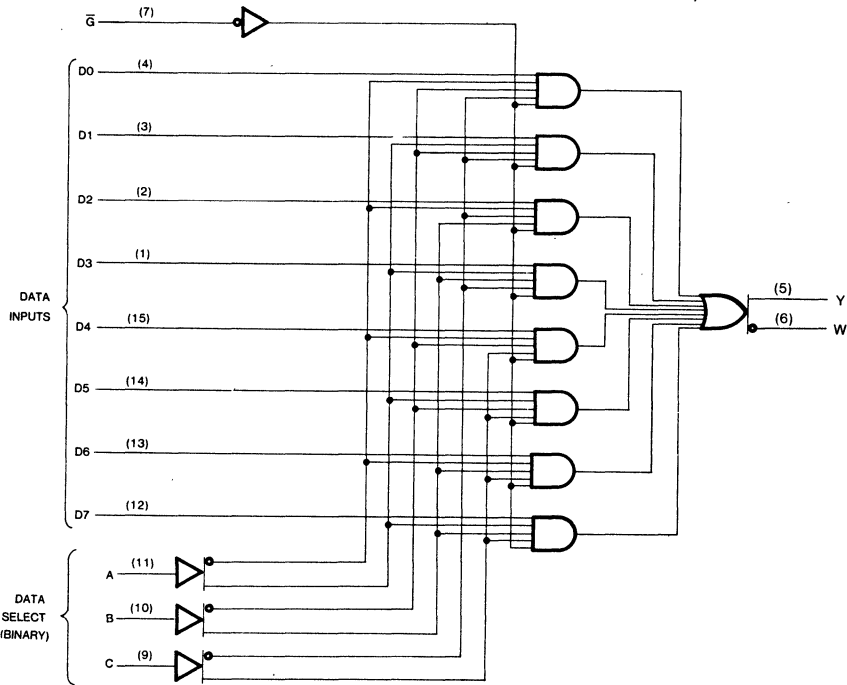 G̅ (7)
D0 (4)
D1 (3)
D2 (2)
D3 (1)
DATA
INPUTS
D4 (15)
D5 (14)
D6 (13)
D7 (12)
(5) Y
(6) W
DATA
SELECT
(BINARY)
A (11)
B (10)
C (9)